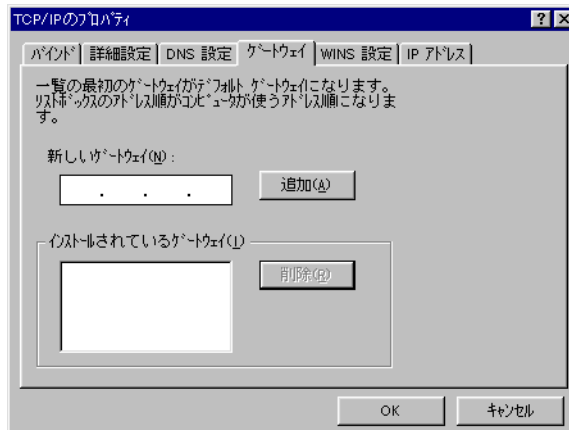 TCP/IPのﾌﾟﾛﾊﾟﾃｨ
ﾊﾞｲﾝﾄﾞ 詳細設定 DNS 設定 ｹﾞｰﾄｳｪｲ WINS 設定 IP ｱﾄﾞﾚｽ
一覧の最初のｹﾞｰﾄｳｪｲがﾃﾞﾌｫﾙﾄ ｹﾞｰﾄｳｪｲになります。
ﾘｽﾄﾎﾞｯｸｽのｱﾄﾞﾚｽ順がｺﾝﾋﾟｭｰﾀが使うｱﾄﾞﾚｽ順になりま
す。
新しいｹﾞｰﾄｳｪｲ(N) :
. . .
追加(A)
ｲﾝｽﾄｰﾙされているｹﾞｰﾄｳｪｲ(I)
削除(R)
OK ｷｬﾝｾﾙ